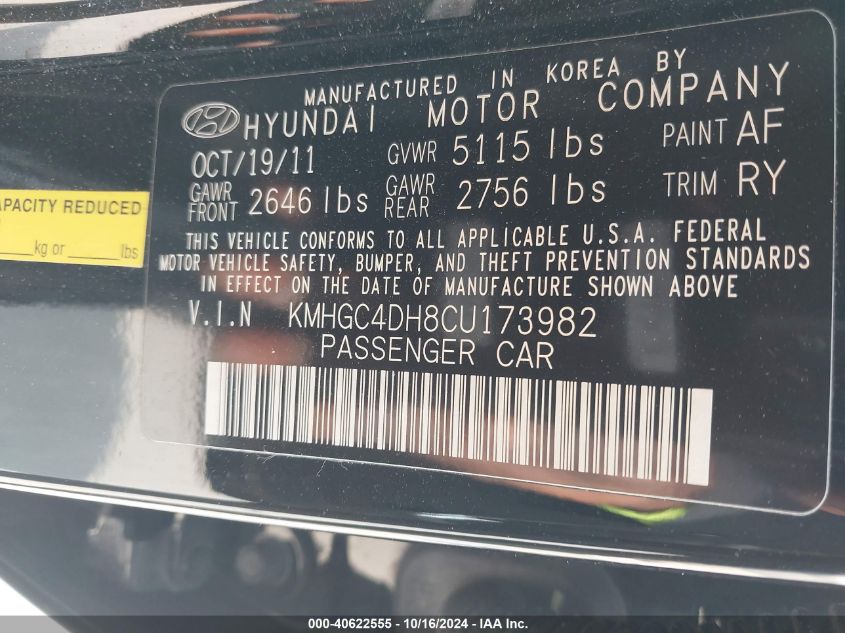 MANUFACTURED IN KOREA BY
HYUNDAI MOTOR COMPANY
OCT/19/11 GVWR 5115 lbs PAINT AF
GAWR FRONT 2646 lbs GAWR REAR 2756 lbs TRIM RY
THIS VEHICLE CONFORMS TO ALL APPLICABLE U.S.A. FEDERAL
MOTOR VEHICLE SAFETY, BUMPER, AND THEFT PREVENTION STANDARDS
IN EFFECT ON THE DATE OF MANUFACTURE SHOWN ABOVE
V.I.N KMHGC4DH8CU173982
PASSENGER CAR
CAPACITY REDUCED
kg or lbs
000-40622555 - 10/16/2024 - IAA Inc.